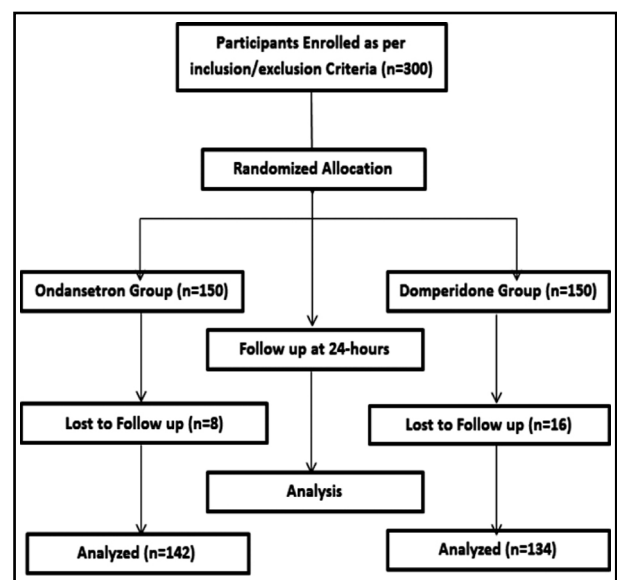 Participants Enrolled as per
inclusion/exclusion Criteria (n=300)
Randomized Allocation
Ondansetron Group (n=150)
Domperidone Group (n=150)
Follow up at 24-hours
Lost to Follow up (n=8)
Lost to Follow up (n=16)
Analysis
Analyzed (n=142)
Analyzed (n=134)